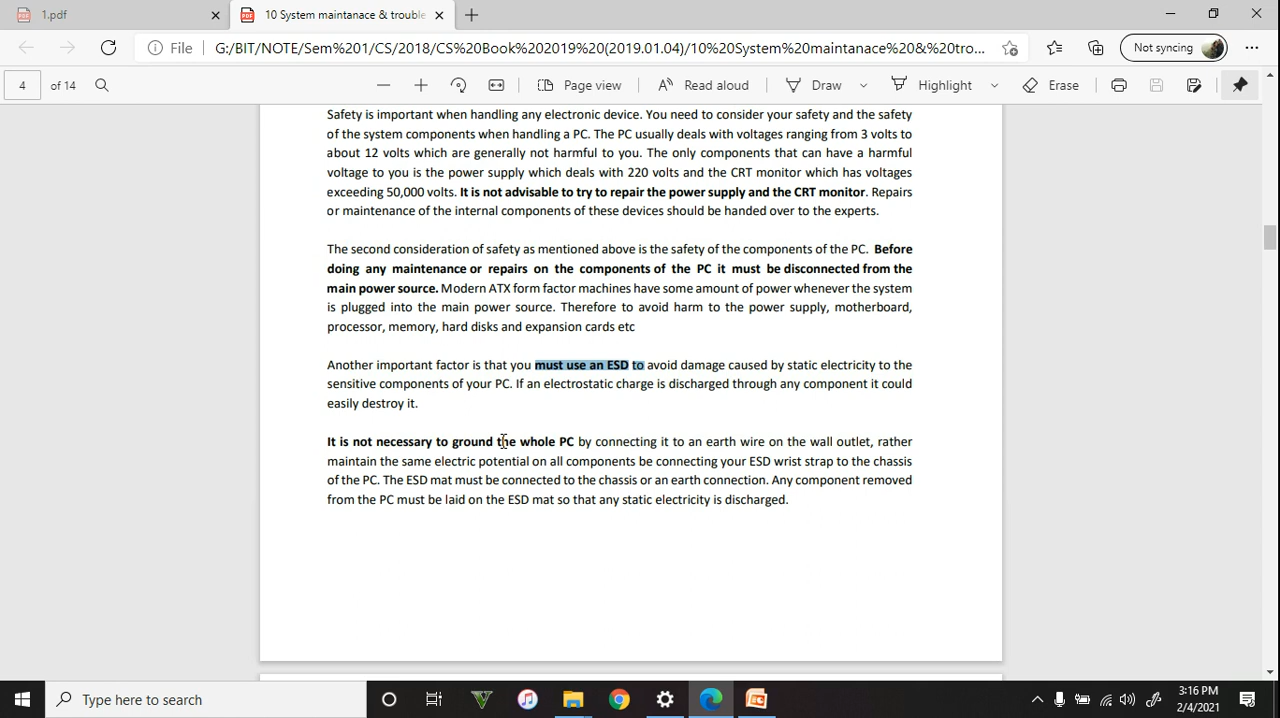 1.pdf
10 System maintanace & trouble
File
G:/BIT/NOTE/Sem%201/CS/2018/CS%20Book%202019%20(2019.01.04)/10%20System%20maintanace%20&%20tro...
Not syncing
4 of 14
Page view
Read aloud
Draw
Highlight
Erase
Safety is important when handling any electronic device. You need to consider your safety and the safety
of the system components when handling a PC. The PC usually deals with voltages ranging from 3 volts to
about 12 volts which are generally not harmful to you. The only components that can have a harmful
voltage to you is the power supply which deals with 220 volts and the CRT monitor which has voltages
exceeding 50,000 volts. It is not advisable to try to repair the power supply and the CRT monitor. Repairs
or maintenance of the internal components of these devices should be handed over to the experts.
The second consideration of safety as mentioned above is the safety of the components of the PC. Before
doing any maintenance or repairs on the components of the PC it must be disconnected from the
main power source. Modern ATX form factor machines have some amount of power whenever the system
is plugged into the main power source. Therefore to avoid harm to the power supply, motherboard,
processor, memory, hard disks and expansion cards etc
Another important factor is that you must use an ESD to avoid damage caused by static electricity to the
sensitive components of your PC. If an electrostatic charge is discharged through any component it could
easily destroy it.
It is not necessary to ground the whole PC by connecting it to an earth wire on the wall outlet, rather
maintain the same electric potential on all components be connecting your ESD wrist strap to the chassis
of the PC. The ESD mat must be connected to the chassis or an earth connection. Any component removed
from the PC must be laid on the ESD mat so that any static electricity is discharged.
Type here to search
3:16 PM
2/4/2021